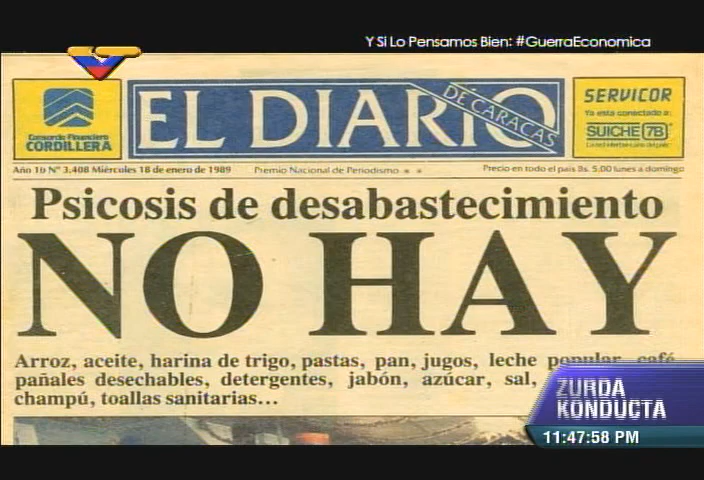 Y Si Lo Pensamos Bien: #GuerraEconomica
Consorcio Financiero
CORDILLERA
EL DIARIO
DE CARACAS
SERVICOR
Ya está conectado a:
SUICHE 7B
Año 10 Nº 3.408 Miércoles 18 de enero de 1989 Premio Nacional de Periodismo Precio en todo el país Bs. 5,00 lunes a domingo
Psicosis de desabastecimiento
NO HAY
Arroz, aceite, harina de trigo, pastas, pan, jugos, leche popular, café,
pañales desechables, detergentes, jabón, azúcar, sal,
champú, toallas sanitarias...
ZURDA
KONDUCTA
11:47:58 PM